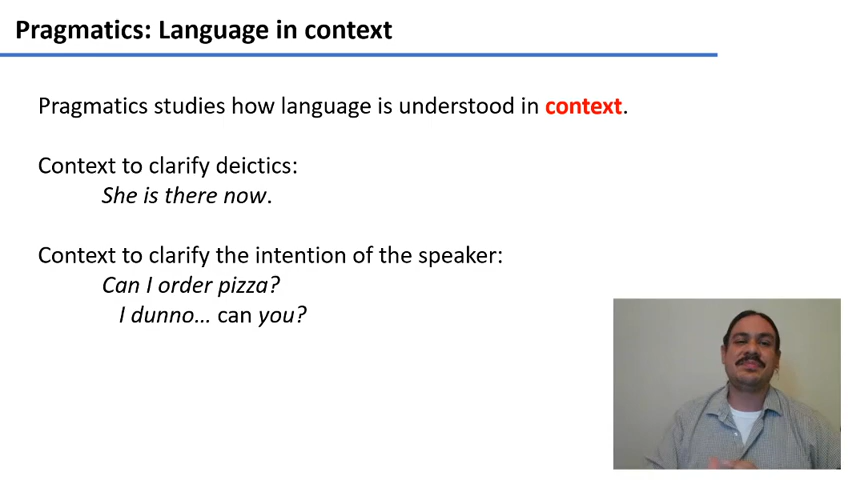 Pragmatics: Language in context
Pragmatics studies how language is understood in context.
Context to clarify deictics:
She is there now.
Context to clarify the intention of the speaker:
Can I order pizza?
I dunno... can you?